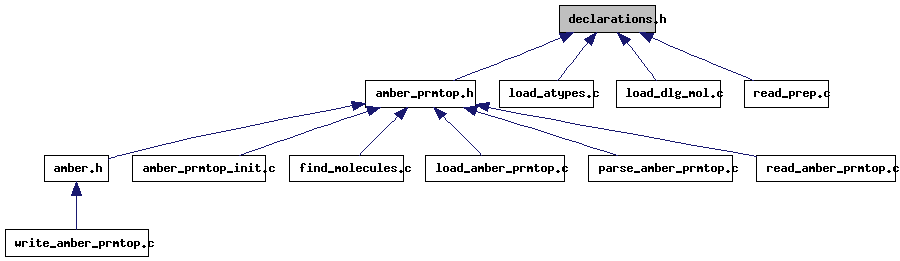 declarations.h
amber_prmtop.h
load_atypes.c
load_dlg_mol.c
read_prep.c
amber.h
amber_prmtop_init.c
find_molecules.c
load_amber_prmtop.c
parse_amber_prmtop.c
read_amber_prmtop.c
write_amber_prmtop.c